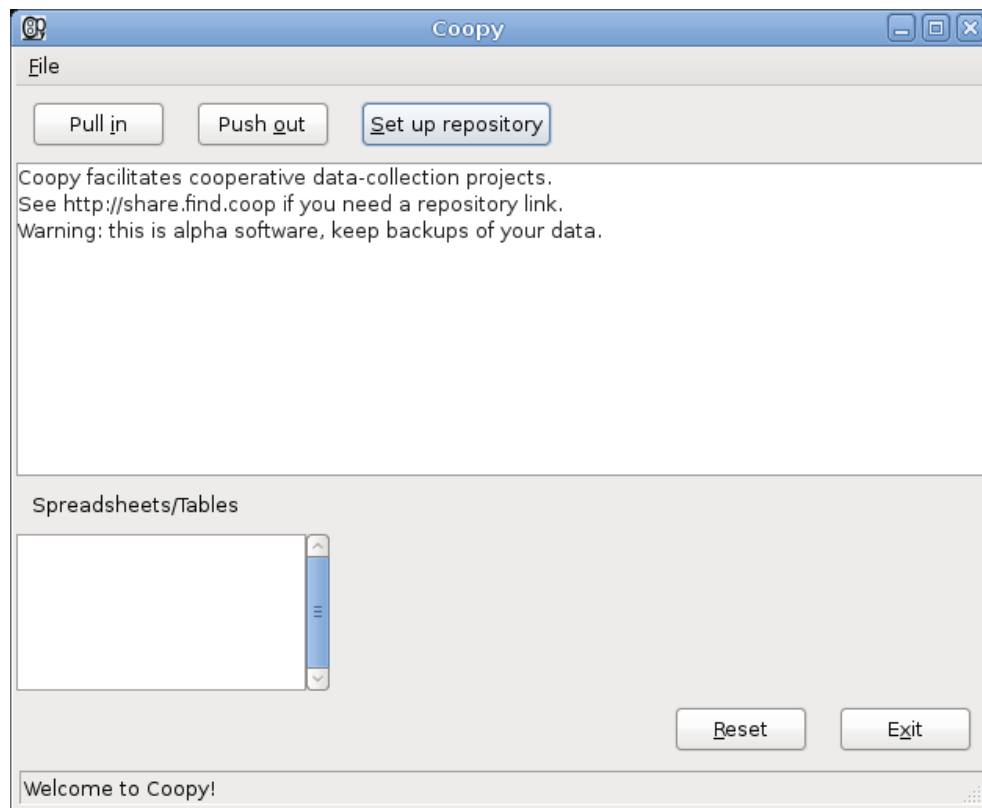 Coopy
File
Pull in
Push out
Set up repository
Coopy facilitates cooperative data-collection projects.
See http://share.find.coop if you need a repository link.
Warning: this is alpha software, keep backups of your data.
Spreadsheets/Tables
Reset
Exit
Welcome to Coopy!